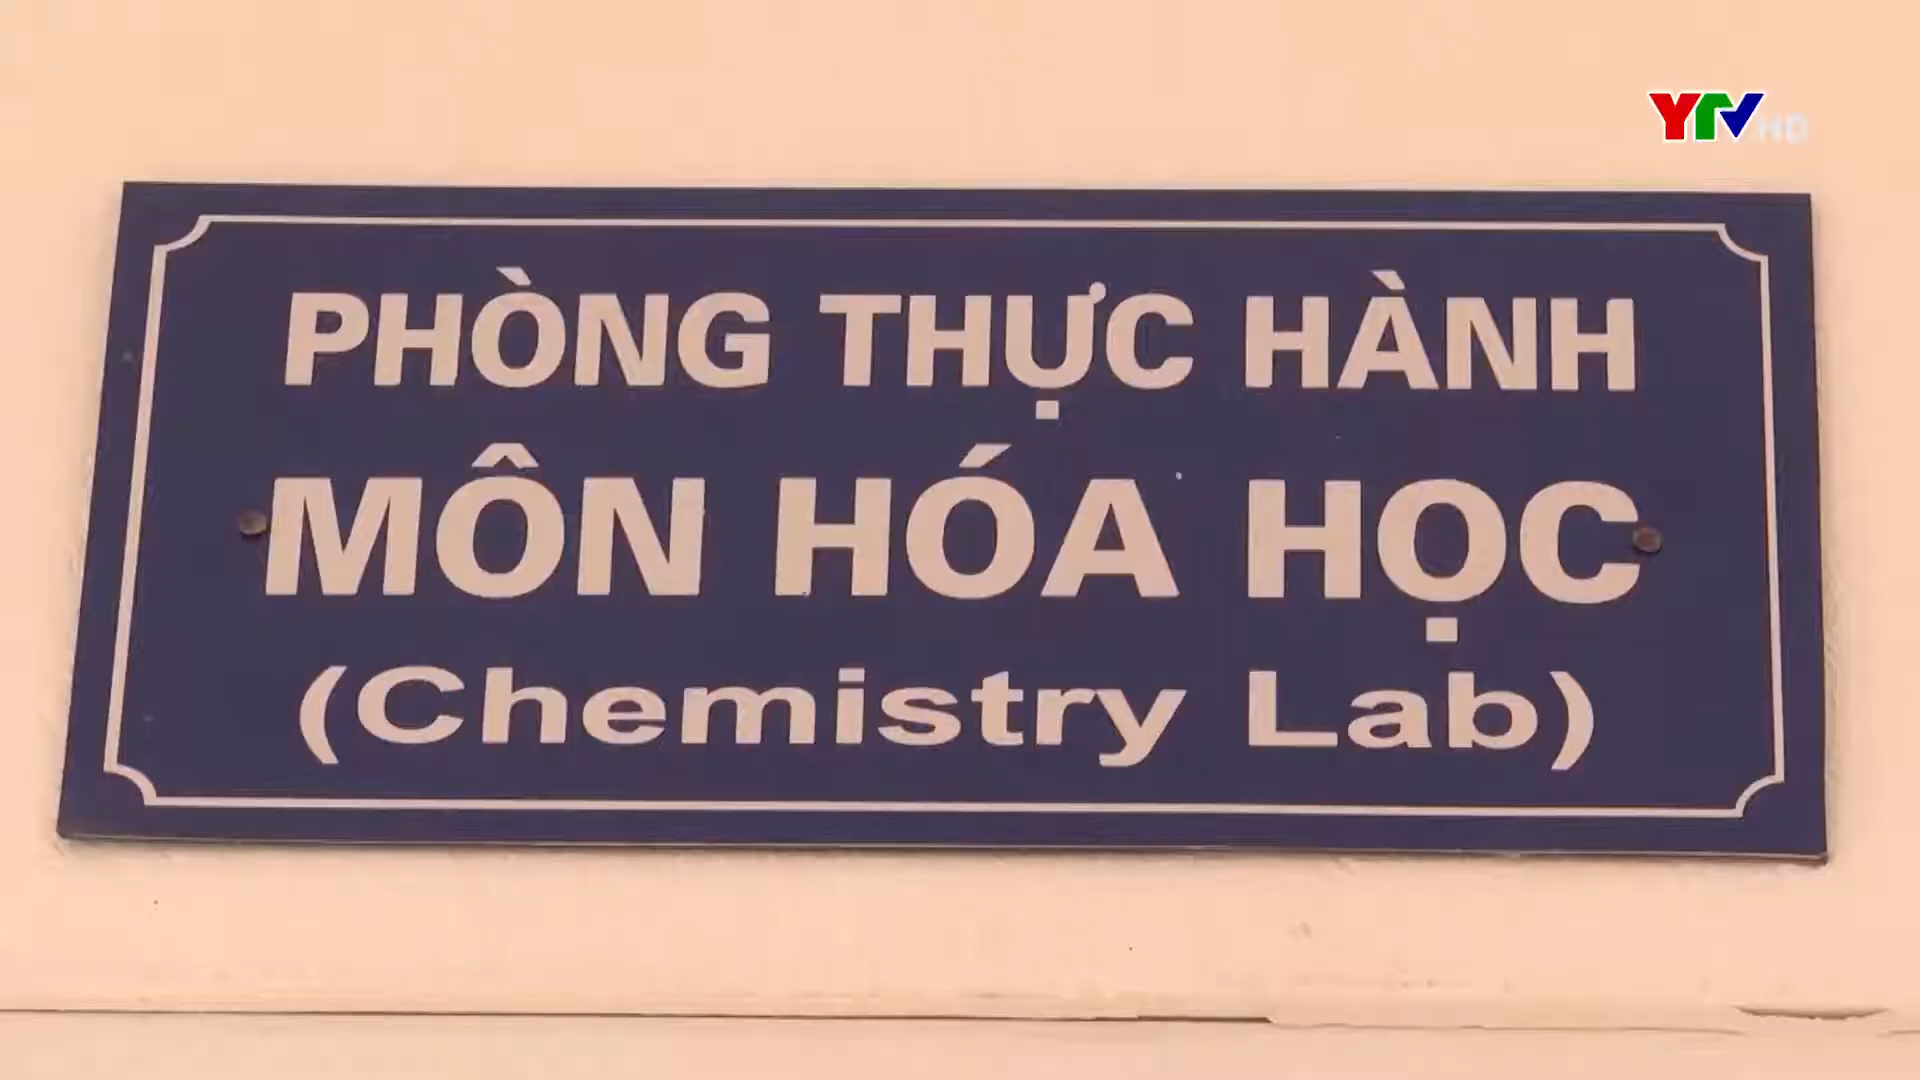 YTV HD
PHÒNG THỰC HÀNH
MÔN HÓA HỌC
(Chemistry Lab)